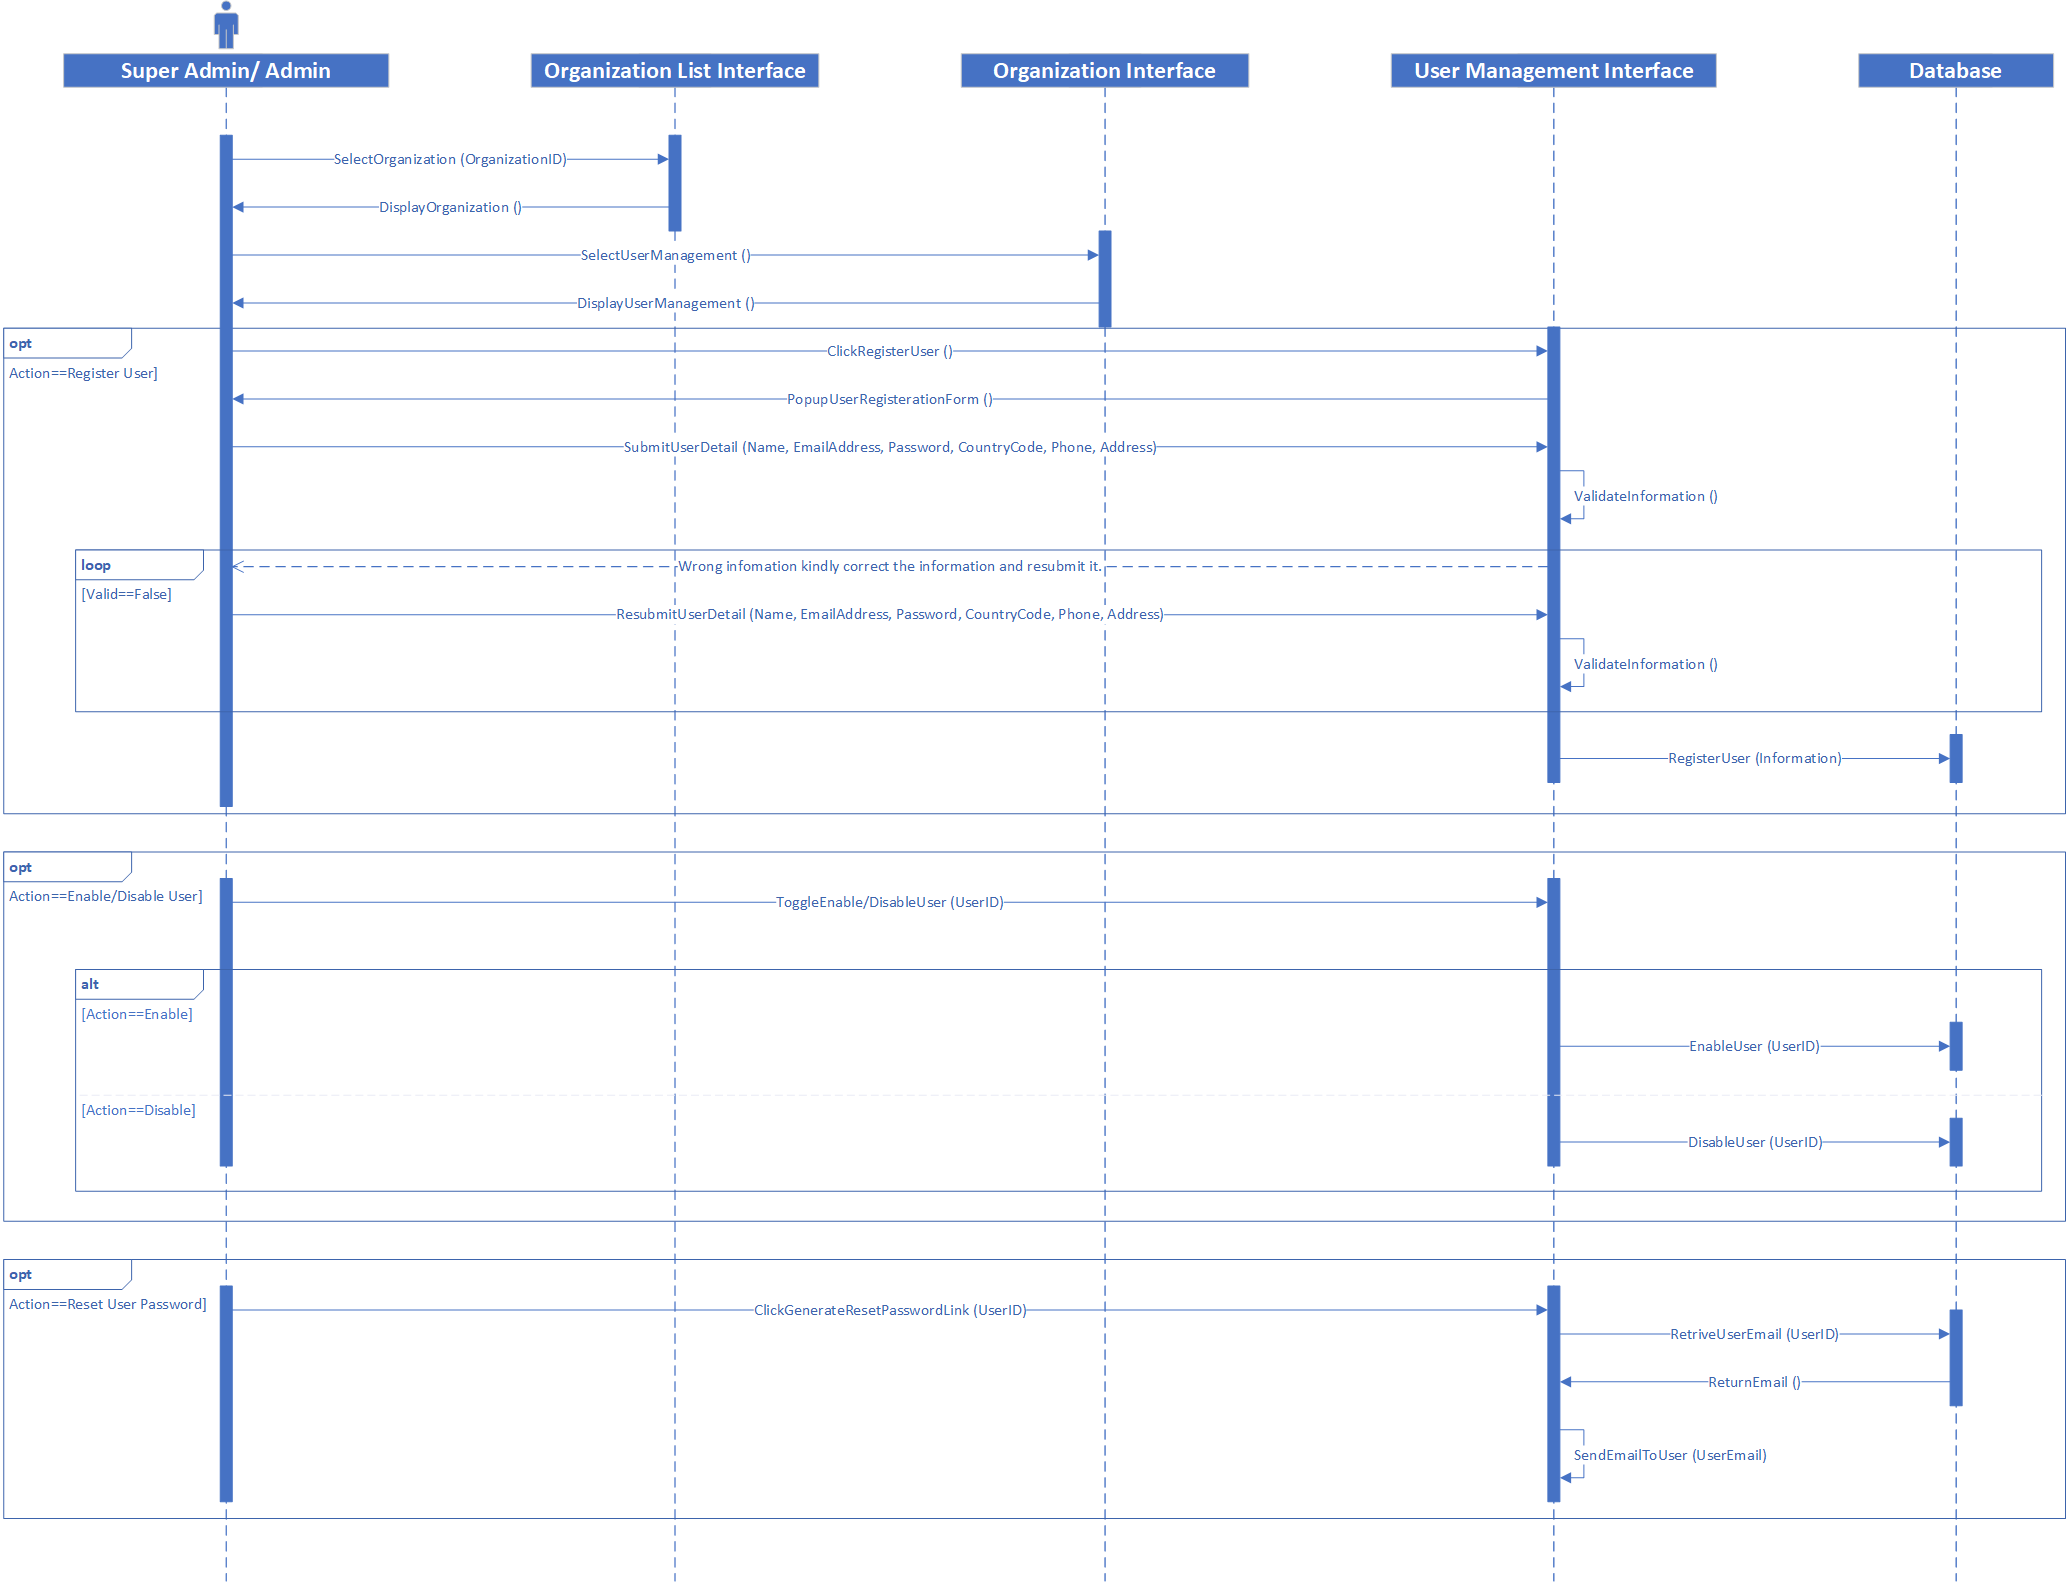 Super Admin/ Admin
Organization List Interface
Organization Interface
User Management Interface
Database
SelectOrganization (OrganizationID)
DisplayOrganization ()
SelectUserManagement ()
DisplayUserManagement ()
opt
Action==Register User]
ClickRegisterUser ()
PopupUserRegisterationForm ()
SubmitUserDetail (Name, EmailAddress, Password, CountryCode, Phone, Address)
ValidateInformation ()
loop
[Valid==False]
Wrong infomation kindly correct the information and resubmit it.
ResubmitUserDetail (Name, EmailAddress, Password, CountryCode, Phone, Address)
ValidateInformation ()
RegisterUser (Information)
opt
Action==Enable/Disable User]
ToggleEnable/DisableUser (UserID)
alt
[Action==Enable]
EnableUser (UserID)
[Action==Disable]
DisableUser (UserID)
opt
Action==Reset User Password]
ClickGenerateResetPasswordLink (UserID)
RetriveUserEmail (UserID)
ReturnEmail ()
SendEmailToUser (UserEmail)